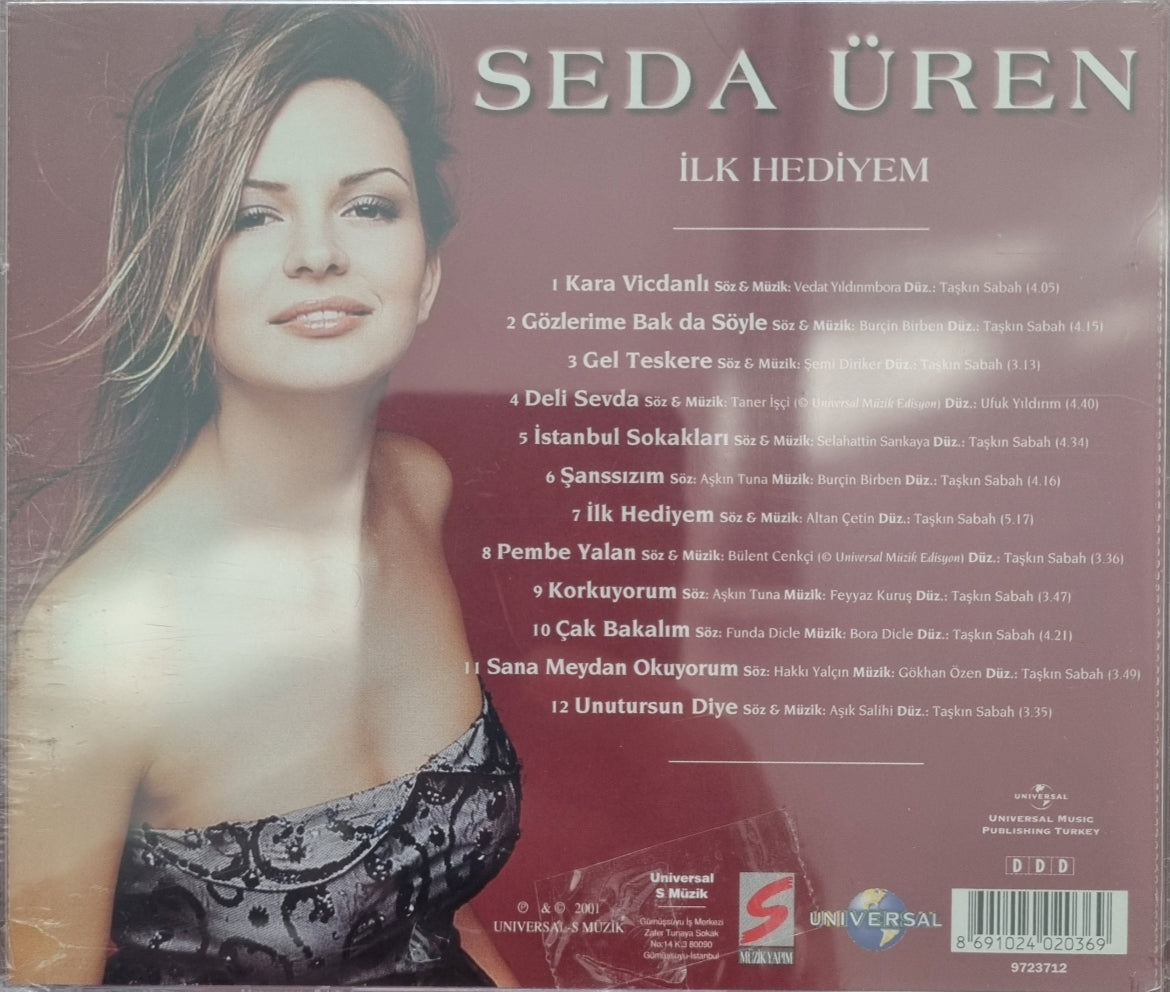 SEDA ÜREN
İLK HEDİYEM
1 Kara Vicdanlı Söz & Müzik: Vedat Yıldırımbora Düz.: Taşkın Sabah (4.05)
2 Gözlerime Bak da Söyle Söz & Müzik: Burçin Birben Düz.: Taşkın Sabah (4.15)
3 Gel Teskere Söz & Müzik: Şemi Diriker Düz.: Taşkın Sabah (3.13)
4 Deli Sevda Söz & Müzik: Taner İşçi (© Universal Müzik Edisyon) Düz.: Ufuk Yıldırım (4.40)
5 İstanbul Sokakları Söz & Müzik: Selahattin Sarıkaya Düz.: Taşkın Sabah (4.34)
6 Şanssızım Söz: Aşkın Tuna Müzik: Burçin Birben Düz.: Taşkın Sabah (4.16)
7 İlk Hediyem Söz & Müzik: Altan Çetin Düz.: Taşkın Sabah (5.17)
8 Pembe Yalan Söz & Müzik: Bülent Cenkçi (© Universal Müzik Edisyon) Düz.: Taşkın Sabah (3.36)
9 Korkuyorum Söz: Aşkın Tuna Müzik: Feyyaz Kuruş Düz.: Taşkın Sabah (3.47)
10 Çak Bakalım Söz: Funda Dicle Müzik: Bora Dicle Düz.: Taşkın Sabah (4.21)
11 Sana Meydan Okuyorum Söz: Hakkı Yalçın Müzik: Gökhan Özen Düz.: Taşkın Sabah (3.49)
12 Unutursun Diye Söz & Müzik: Aşık Salihi Düz.: Taşkın Sabah (3.35)
UNIVERSAL
UNIVERSAL MUSIC
PUBLISHING TURKEY
D D D
℗ & © 2001
UNIVERSAL-S MÜZİK
Universal
S Müzik
Gümüşsuyu İş Merkezi
Zafer Tunaya Sokak
No:14 K:3 80090
Gümüşsuyu-İstanbul
S
MÜZİK YAPIM
UNIVERSAL
8 691024 020369
9723712